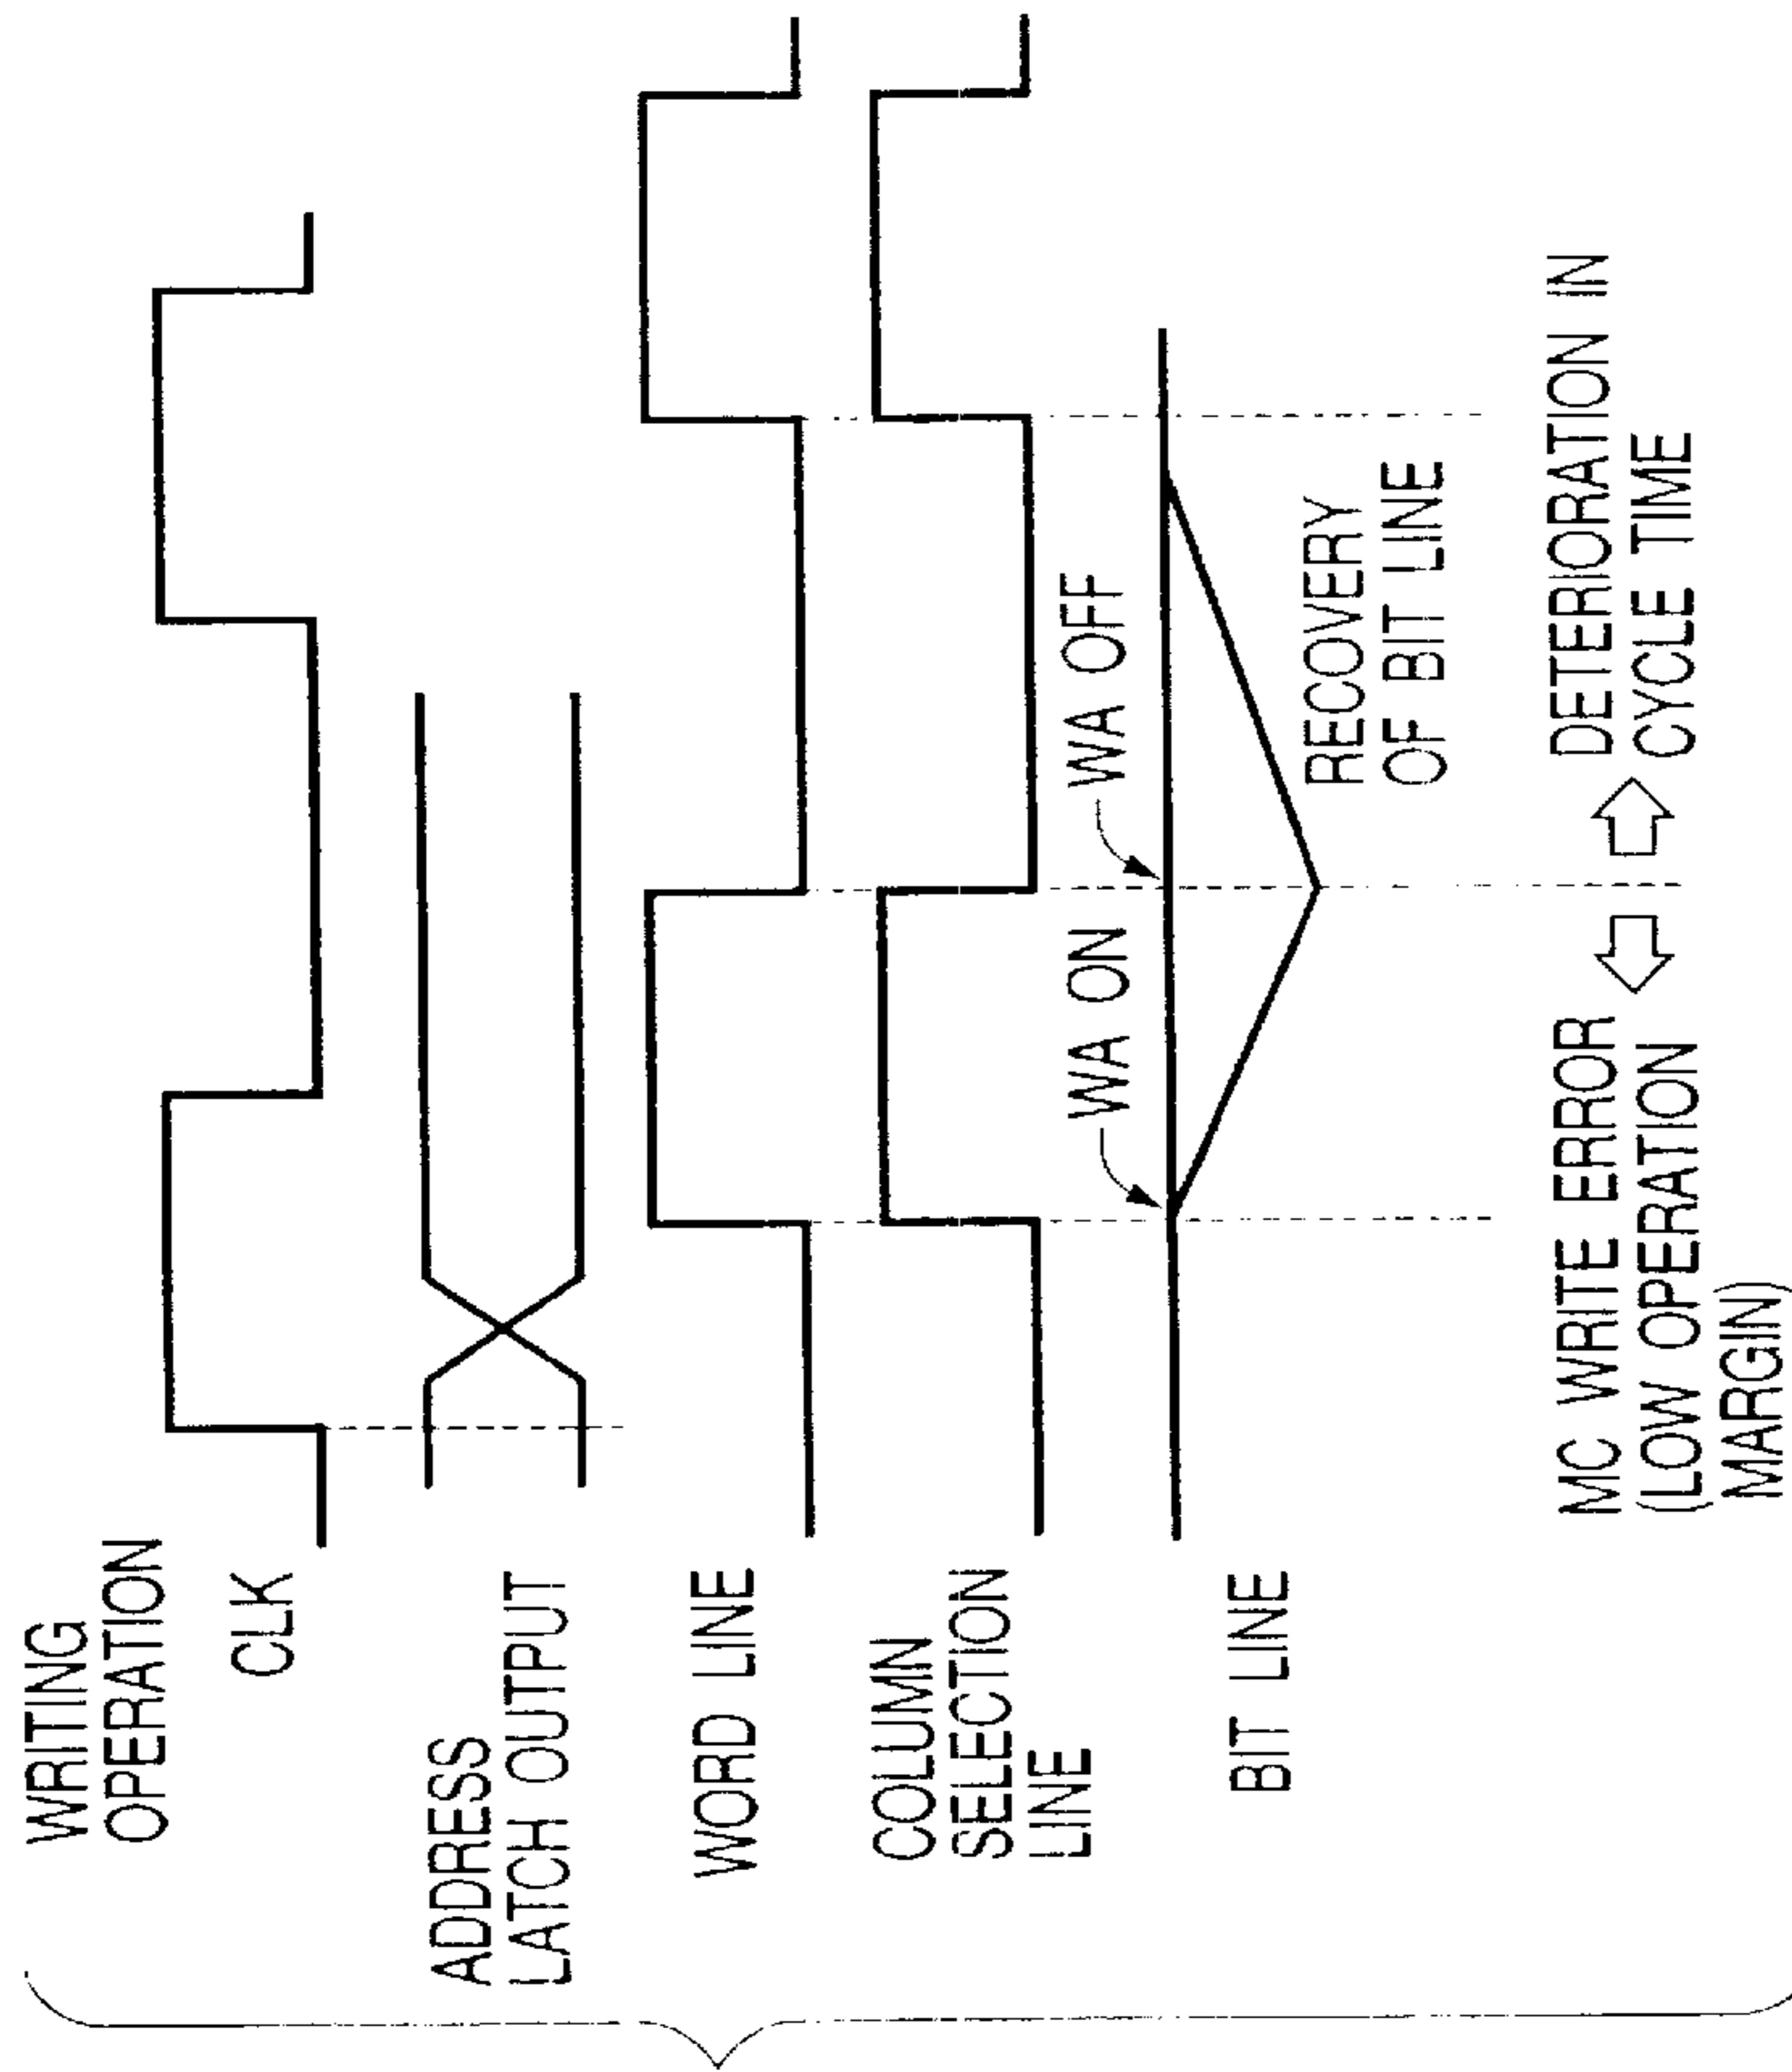 WRITING
OPERATION
CLK
ADDRESS
LATCH OUTPUT
WORD LINE
COLUMN
SELECTION
LINE
WA ON
WA OFF
BIT LINE
RECOVERY
OF BIT LINE
MC WRITE ERROR
(LOW OPERATION
MARGIN)
DETERIORATION IN
CYCLE TIME